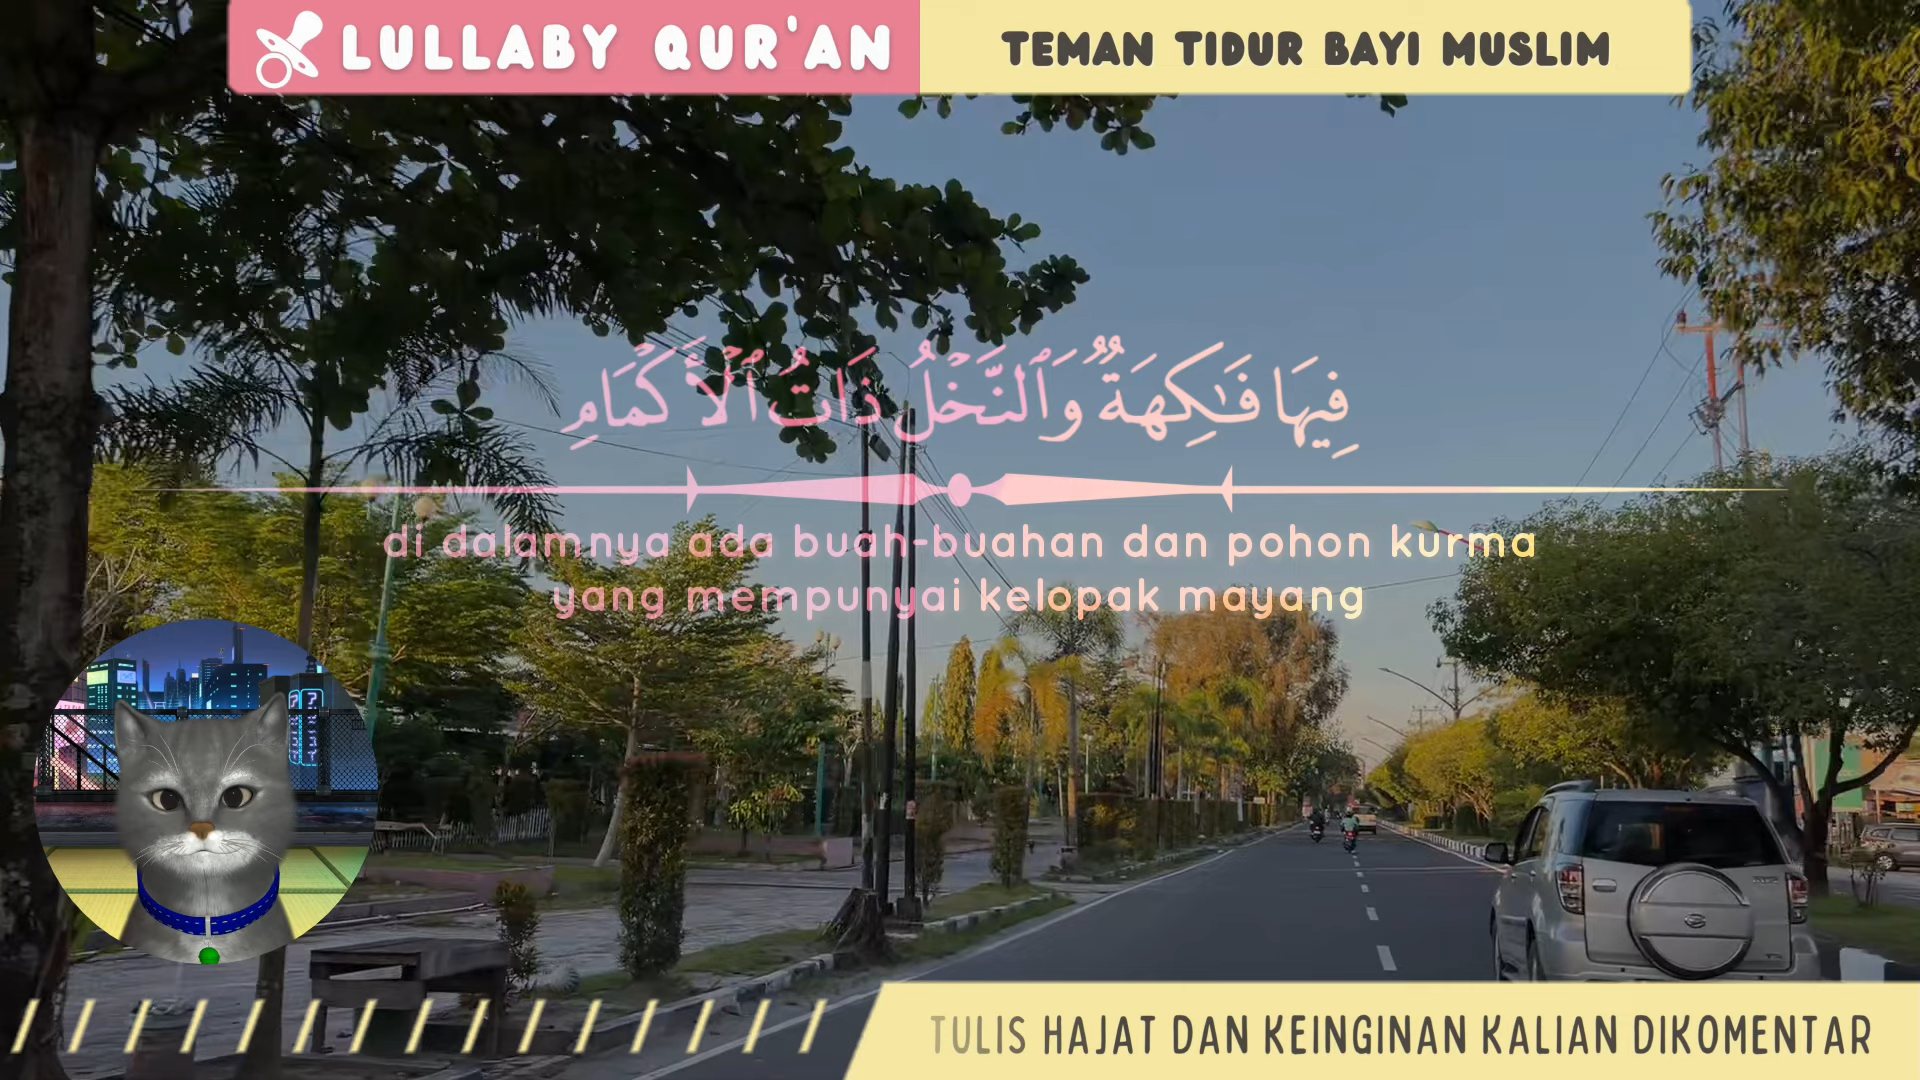 LULLABY QUR'AN
TEMAN TIDUR BAYI MUSLIM
فِيهَا فَـٰكِهَةٌۭ وَٱلنَّخْلُ ذَاتُ ٱلْأَكْمَامِ
di dalamnya ada buah-buahan dan pohon kurma
yang mempunyai kelopak mayang
TULIS HAJAT DAN KEINGINAN KALIAN DIKOMENTAR